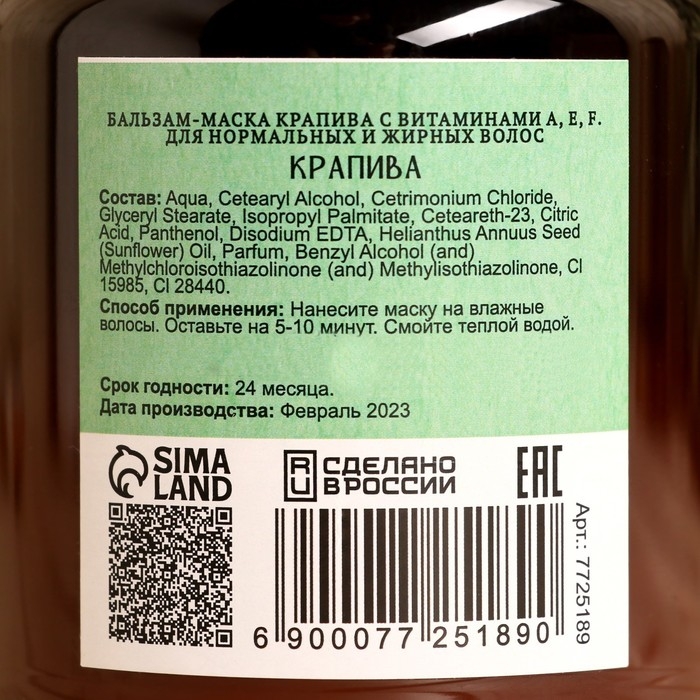 БАЛЬЗАМ-МАСКА КРАПИВА С ВИТАМИНАМИ А, Е, F.
ДЛЯ НОРМАЛЬНЫХ И ЖИРНЫХ ВОЛОС
КРАПИВА
Состав: Aqua, Cetearyl Alcohol, Cetrimonium Chloride,
Glyceryl Stearate, Isopropyl Palmitate, Ceteareth-23, Citric
Acid, Panthenol, Disodium EDTA, Helianthus Annuus Seed
(Sunflower) Oil, Parfum, Benzyl Alcohol (and)
Methylchloroisothiazolinone (and) Methylisothiazolinone, CI
15985, CI 28440.
Способ применения: Нанесите маску на влажные
волосы. Оставьте на 5-10 минут. Смойте теплой водой.
Срок годности: 24 месяца.
Дата производства: Февраль 2023
SIMA
LAND
RU
СДЕЛАНО
В РОССИИ
EAC
6 900077 251890
Арт.: 7725189